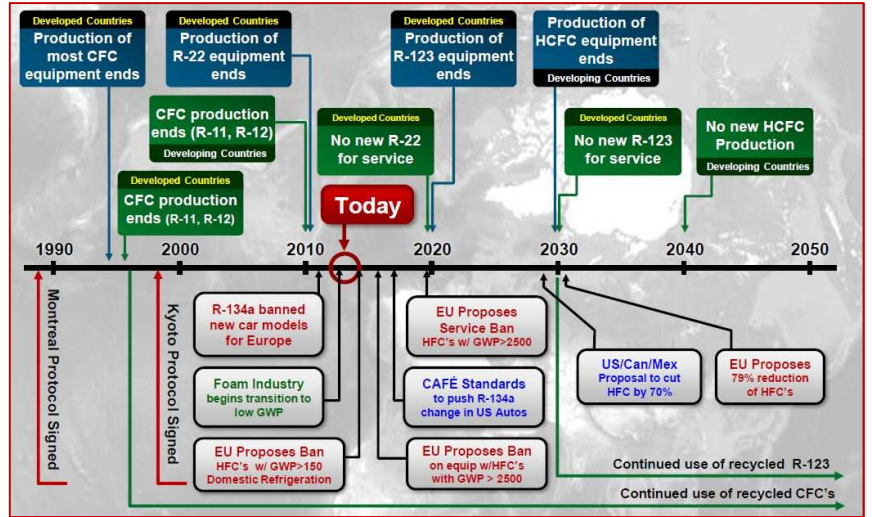 Developed Countries
Production of
most CFC
equipment ends
Developed Countries
Production of
R-22 equipment
ends
Developed Countries
Production of
R-123 equipment
ends
Production of
HCFC equipment
ends
Developing Countries
CFC production
ends (R-11, R-12)
Developing Countries
Developed Countries
No new R-22
for service
Developed Countries
No new R-123
for service
No new HCFC
Production
Developing Countries
Developed Countries
CFC production
ends (R-11, R-12)
Today
1990
2000
2010
2020
2030
2040
2050
Montreal Protocol Signed
Kyoto Protocol Signed
R-134a banned
new car models
for Europe
EU Proposes
Service Ban
HFC's w/ GWP>2500
Foam Industry
begins transition to
low GWP
CAFÉ Standards
to push R-134a
change in US Autos
US/Can/Mex
Proposal to cut
HFC by 70%
EU Proposes
79% reduction
of HFC's
EU Proposes Ban
HFC's w/ GWP>150
Domestic Refrigeration
EU Proposes Ban
on equip w/HFC's
with GWP > 2500
Continued use of recycled R-123
Continued use of recycled CFC's